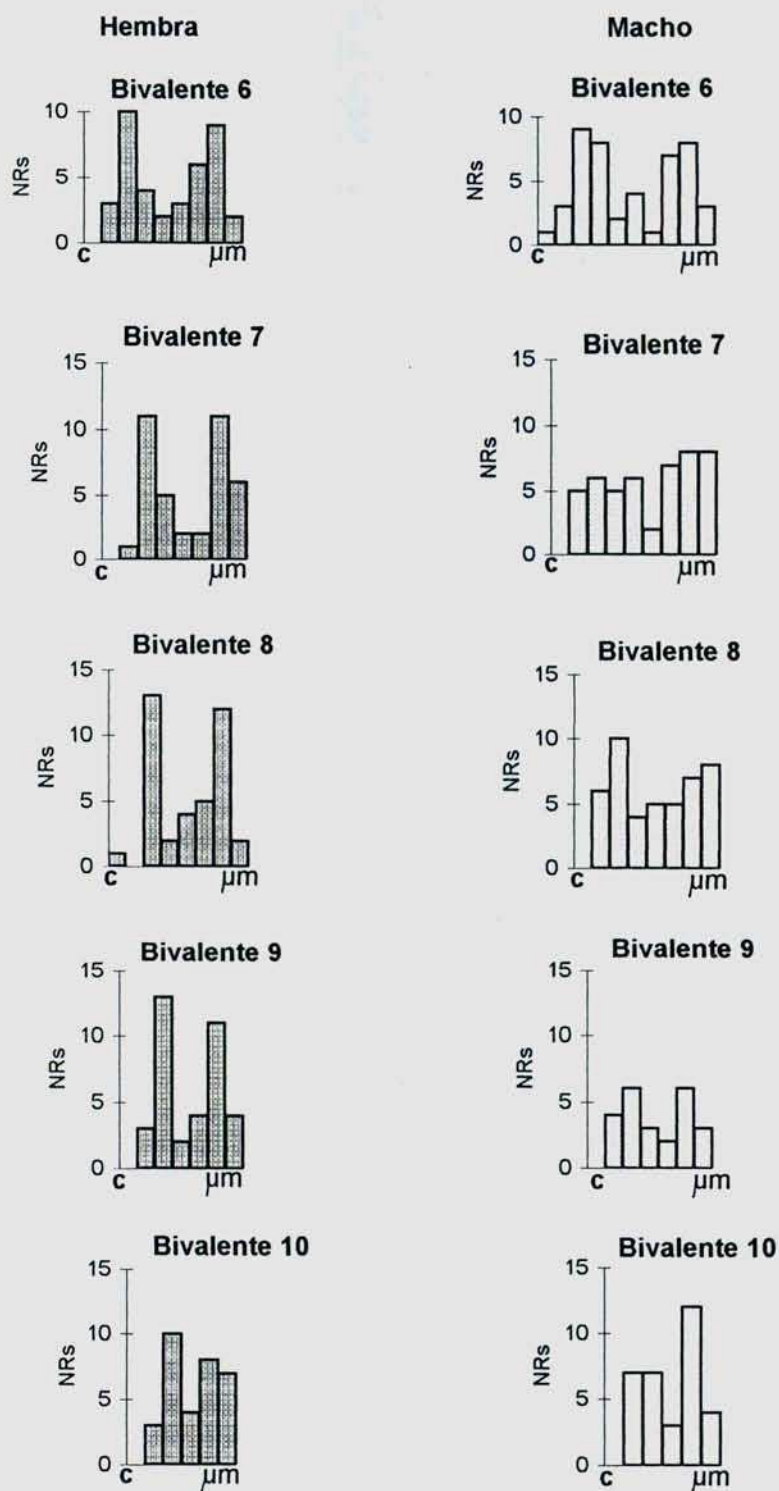 Hembra
Macho
Bivalente 6
10
5
0
NRs
c
µm
Bivalente 6
10
5
0
NRs
c
µm
Bivalente 7
15
10
5
0
NRs
c
µm
Bivalente 7
15
10
5
0
NRs
c
µm
Bivalente 8
15
10
5
0
NRs
c
µm
Bivalente 8
15
10
5
0
NRs
c
µm
Bivalente 9
15
10
5
0
NRs
c
µm
Bivalente 9
15
10
5
0
NRs
c
µm
Bivalente 10
15
10
5
0
NRs
c
µm
Bivalente 10
15
10
5
0
NRs
c
µm